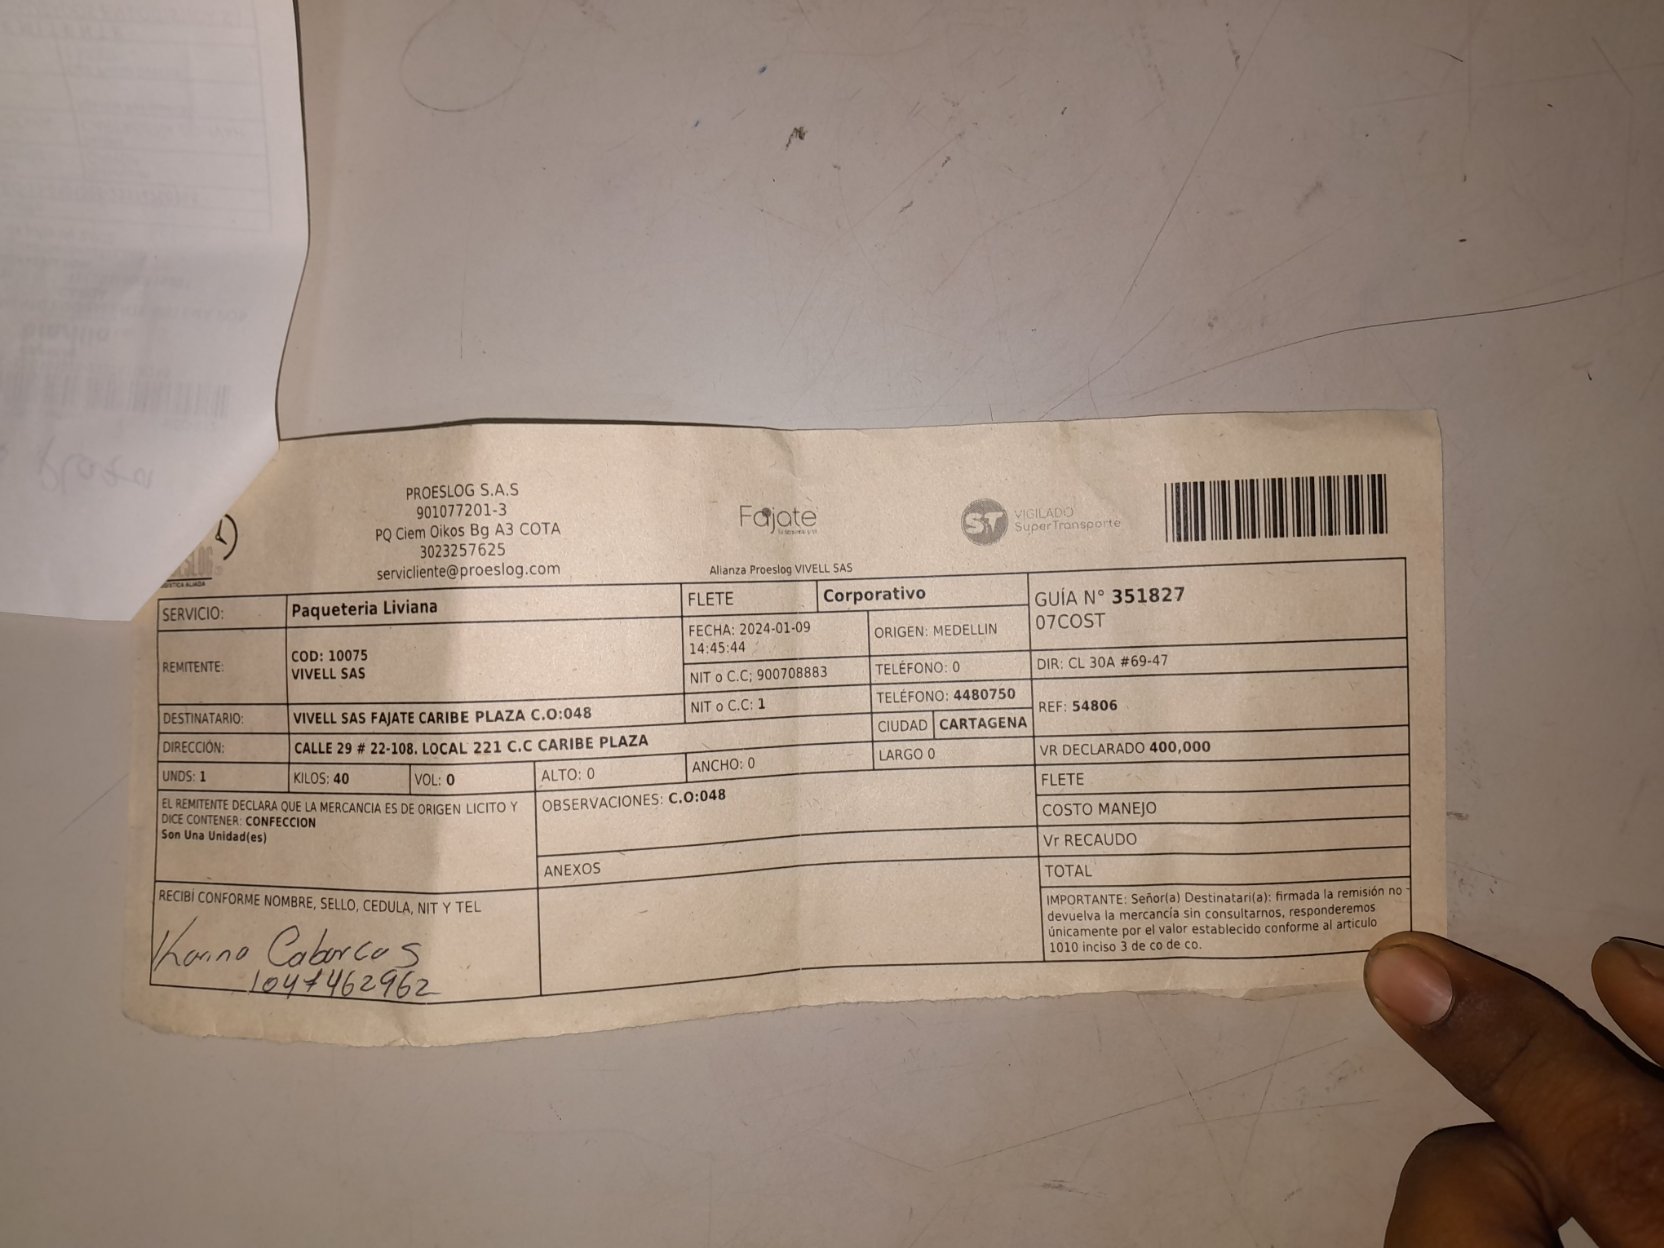 PROESLOG S.A.S
901077201-3
PQ Ciem Oikos Bg A3 COTA
3023257625
servicliente@proeslog.com
Fajate
Alianza Proeslog VIVELL SAS
ST VIGILADO
SuperTransporte
SERVICIO: Paqueteria Liviana
FLETE Corporativo
GUÍA N° 351827
07COST
REMITENTE: COD: 10075
VIVELL SAS
FECHA: 2024-01-09
14:45:44
ORIGEN: MEDELLIN
NIT o C.C; 900708883
TELÉFONO: 0
DIR: CL 30A #69-47
DESTINATARIO: VIVELL SAS FAJATE CARIBE PLAZA C.O:048
NIT o C.C: 1
TELÉFONO: 4480750
REF: 54806
DIRECCIÓN: CALLE 29 # 22-108. LOCAL 221 C.C CARIBE PLAZA
CIUDAD CARTAGENA
UNDS: 1
KILOS: 40
VOL: 0
ALTO: 0
ANCHO: 0
LARGO 0
VR DECLARADO 400,000
EL REMITENTE DECLARA QUE LA MERCANCIA ES DE ORIGEN LICITO Y
DICE CONTENER: CONFECCION
Son Una Unidad(es)
OBSERVACIONES: C.O:048
ANEXOS
FLETE
COSTO MANEJO
Vr RECAUDO
TOTAL
RECIBÍ CONFORME NOMBRE, SELLO, CEDULA, NIT Y TEL
Karina Cabarcas
1047462962
IMPORTANTE: Señor(a) Destinatari(a): firmada la remisión no
devuelva la mercancía sin consultarnos, responderemos
únicamente por el valor establecido conforme al articulo
1010 inciso 3 de co de co.